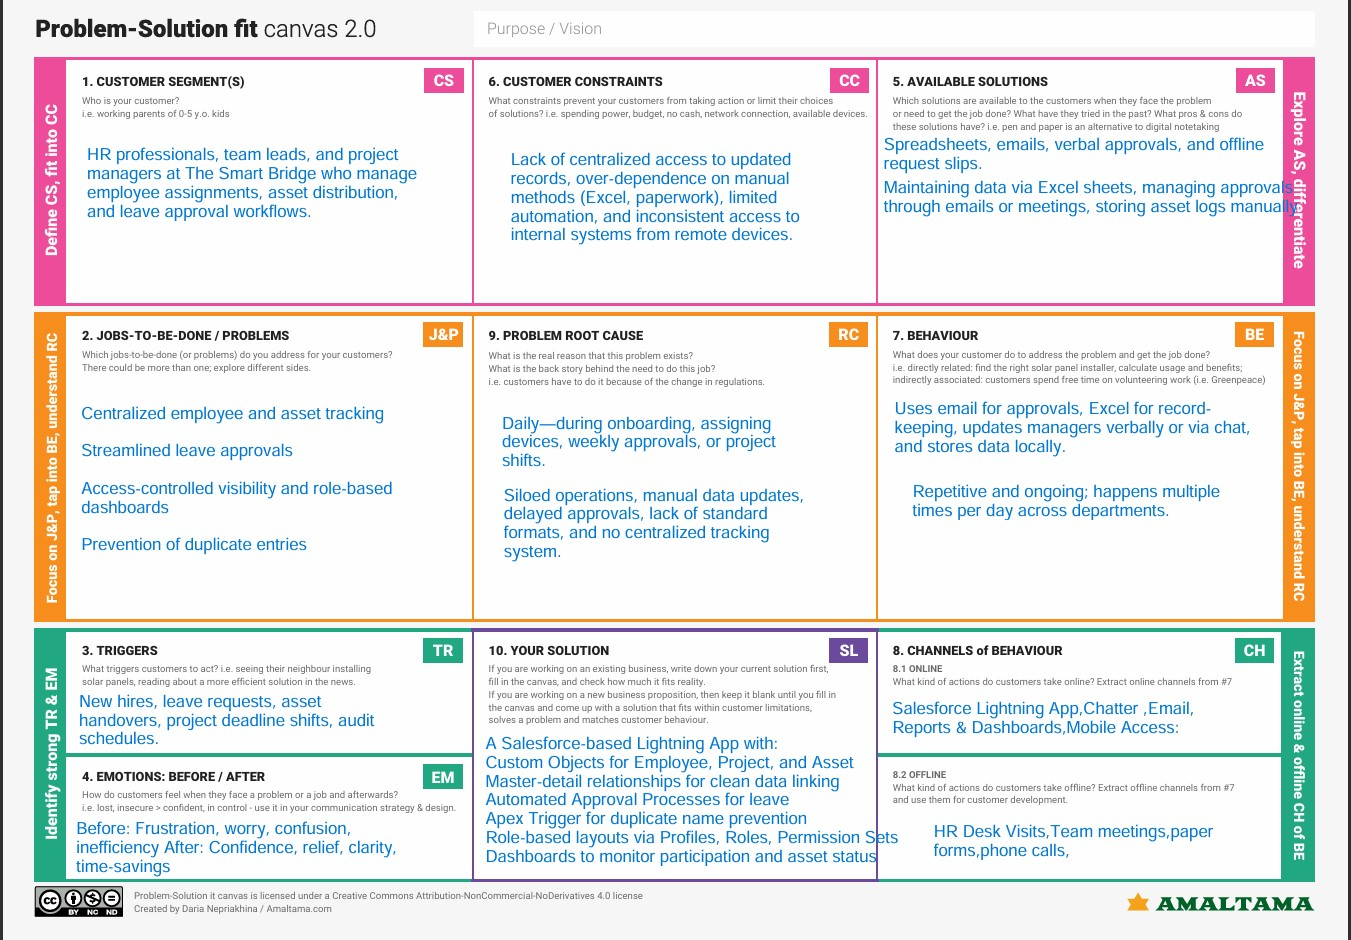 Problem-Solution fit canvas 2.0
Purpose / Vision
Define CS, fit into CC
1. CUSTOMER SEGMENT(S)
CS
Who is your customer?
i.e. working parents of 0-5 y.o. kids
HR professionals, team leads, and project
managers at The Smart Bridge who manage
employee assignments, asset distribution,
and leave approval workflows.
6. CUSTOMER CONSTRAINTS
CC
What constraints prevent your customers from taking action or limit their choices
of solutions? i.e. spending power, budget, no cash, network connection, available devices.
Lack of centralized access to updated
records, over-dependence on manual
methods (Excel, paperwork), limited
automation, and inconsistent access to
internal systems from remote devices.
5. AVAILABLE SOLUTIONS
AS
Which solutions are available to the customers when they face the problem
or need to get the job done? What have they tried in the past? What pros & cons do
these solutions have? i.e. pen and paper is an alternative to digital notetaking
Spreadsheets, emails, verbal approvals, and offline
request slips.
Maintaining data via Excel sheets, managing approvals
through emails or meetings, storing asset logs manually
Explore AS, differentiate
Focus on J&P, tap into BE, understand RC
2. JOBS-TO-BE-DONE / PROBLEMS
J&P
Which jobs-to-be-done (or problems) do you address for your customers?
There could be more than one; explore different sides.
Centralized employee and asset tracking
Streamlined leave approvals
Access-controlled visibility and role-based
dashboards
Prevention of duplicate entries
9. PROBLEM ROOT CAUSE
RC
What is the real reason that this problem exists?
What is the back story behind the need to do this job?
i.e. customers have to do it because of the change in regulations.
Daily—during onboarding, assigning
devices, weekly approvals, or project
shifts.
Siloed operations, manual data updates,
delayed approvals, lack of standard
formats, and no centralized tracking
system.
7. BEHAVIOUR
BE
What does your customer do to address the problem and get the job done?
i.e. directly related: find the right solar panel installer, calculate usage and benefits;
indirectly associated: customers spend free time on volunteering work (i.e. Greenpeace)
Uses email for approvals, Excel for record-
keeping, updates managers verbally or via chat,
and stores data locally.
Repetitive and ongoing; happens multiple
times per day across departments.
Focus on J&P, tap into BE, understand RC
Identify strong TR & EM
3. TRIGGERS
TR
What triggers customers to act? i.e. seeing their neighbour installing
solar panels, reading about a more efficient solution in the news.
New hires, leave requests, asset
handovers, project deadline shifts, audit
schedules.
4. EMOTIONS: BEFORE / AFTER
EM
How do customers feel when they face a problem or a job and afterwards?
i.e. lost, insecure > confident, in control - use it in your communication strategy & design.
Before: Frustration, worry, confusion,
inefficiency After: Confidence, relief, clarity,
time-savings
10. YOUR SOLUTION
SL
If you are working on an existing business, write down your current solution first,
fill in the canvas, and check how much it fits reality.
If you are working on a new business proposition, then keep it blank until you fill in
the canvas and come up with a solution that fits within customer limitations,
solves a problem and matches customer behaviour.
A Salesforce-based Lightning App with:
Custom Objects for Employee, Project, and Asset
Master-detail relationships for clean data linking
Automated Approval Processes for leave
Apex Trigger for duplicate name prevention
Role-based layouts via Profiles, Roles, Permission Sets
Dashboards to monitor participation and asset status
8. CHANNELS of BEHAVIOUR
CH
8.1 ONLINE
What kind of actions do customers take online? Extract online channels from #7
Salesforce Lightning App,Chatter ,Email,
Reports & Dashboards,Mobile Access:
8.2 OFFLINE
What kind of actions do customers take offline? Extract offline channels from #7
and use them for customer development.
HR Desk Visits,Team meetings,paper
forms,phone calls,
Extract online & offline CH of BE
CC BY NC ND
Problem-Solution it canvas is licensed under a Creative Commons Attribution-NonCommercial-NoDerivatives 4.0 license
Created by Daria Nepriakhina / Amaltama.com
AMALTAMA